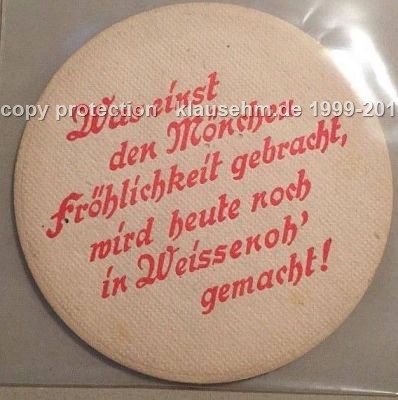 Was einst
copy protection klausehm.de 1999-201
den Mönchen
Fröhlichkeit gebracht,
wird heute noch
in Weissenoh'
gemacht!